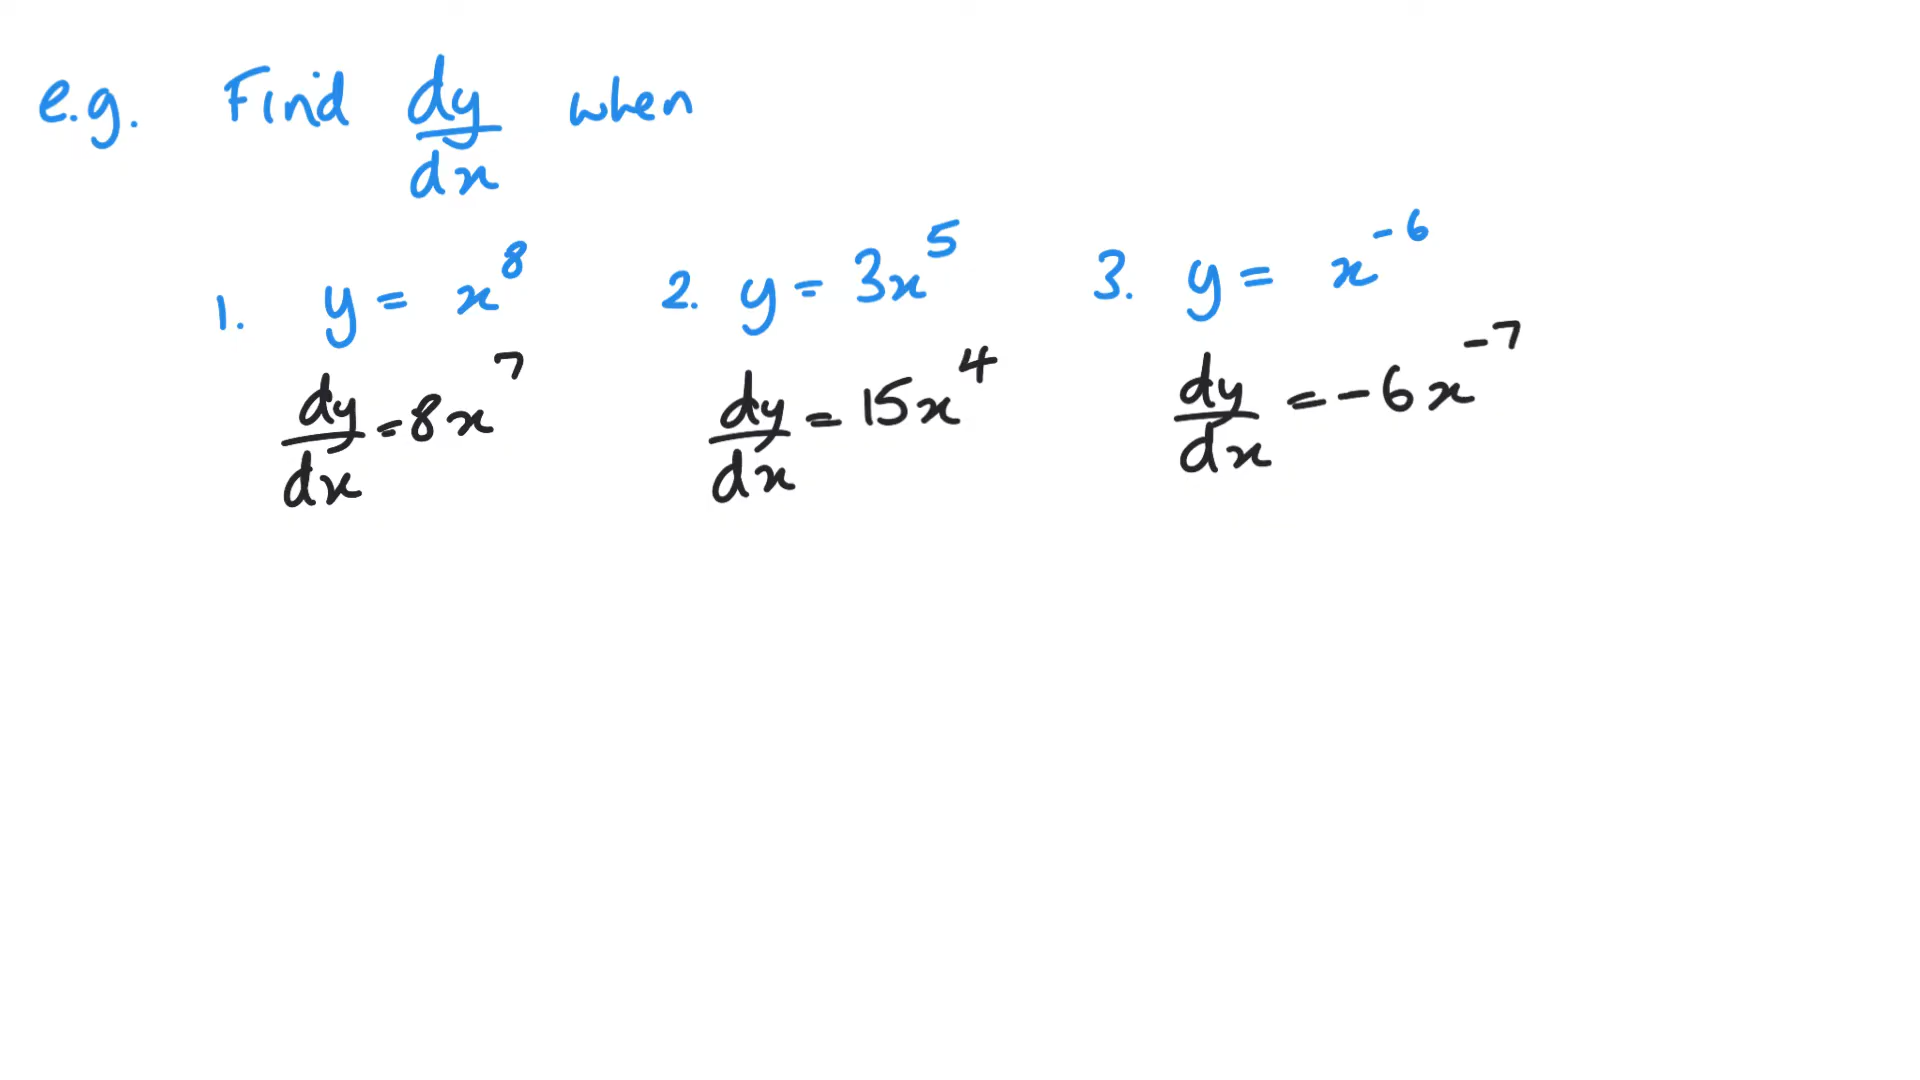 e.g. Find dy/dx when
1. y = x^8 2. y = 3x^5 3. y = x^-6
dy/dx = 8x^7 dy/dx = 15x^4 dy/dx = -6x^-7